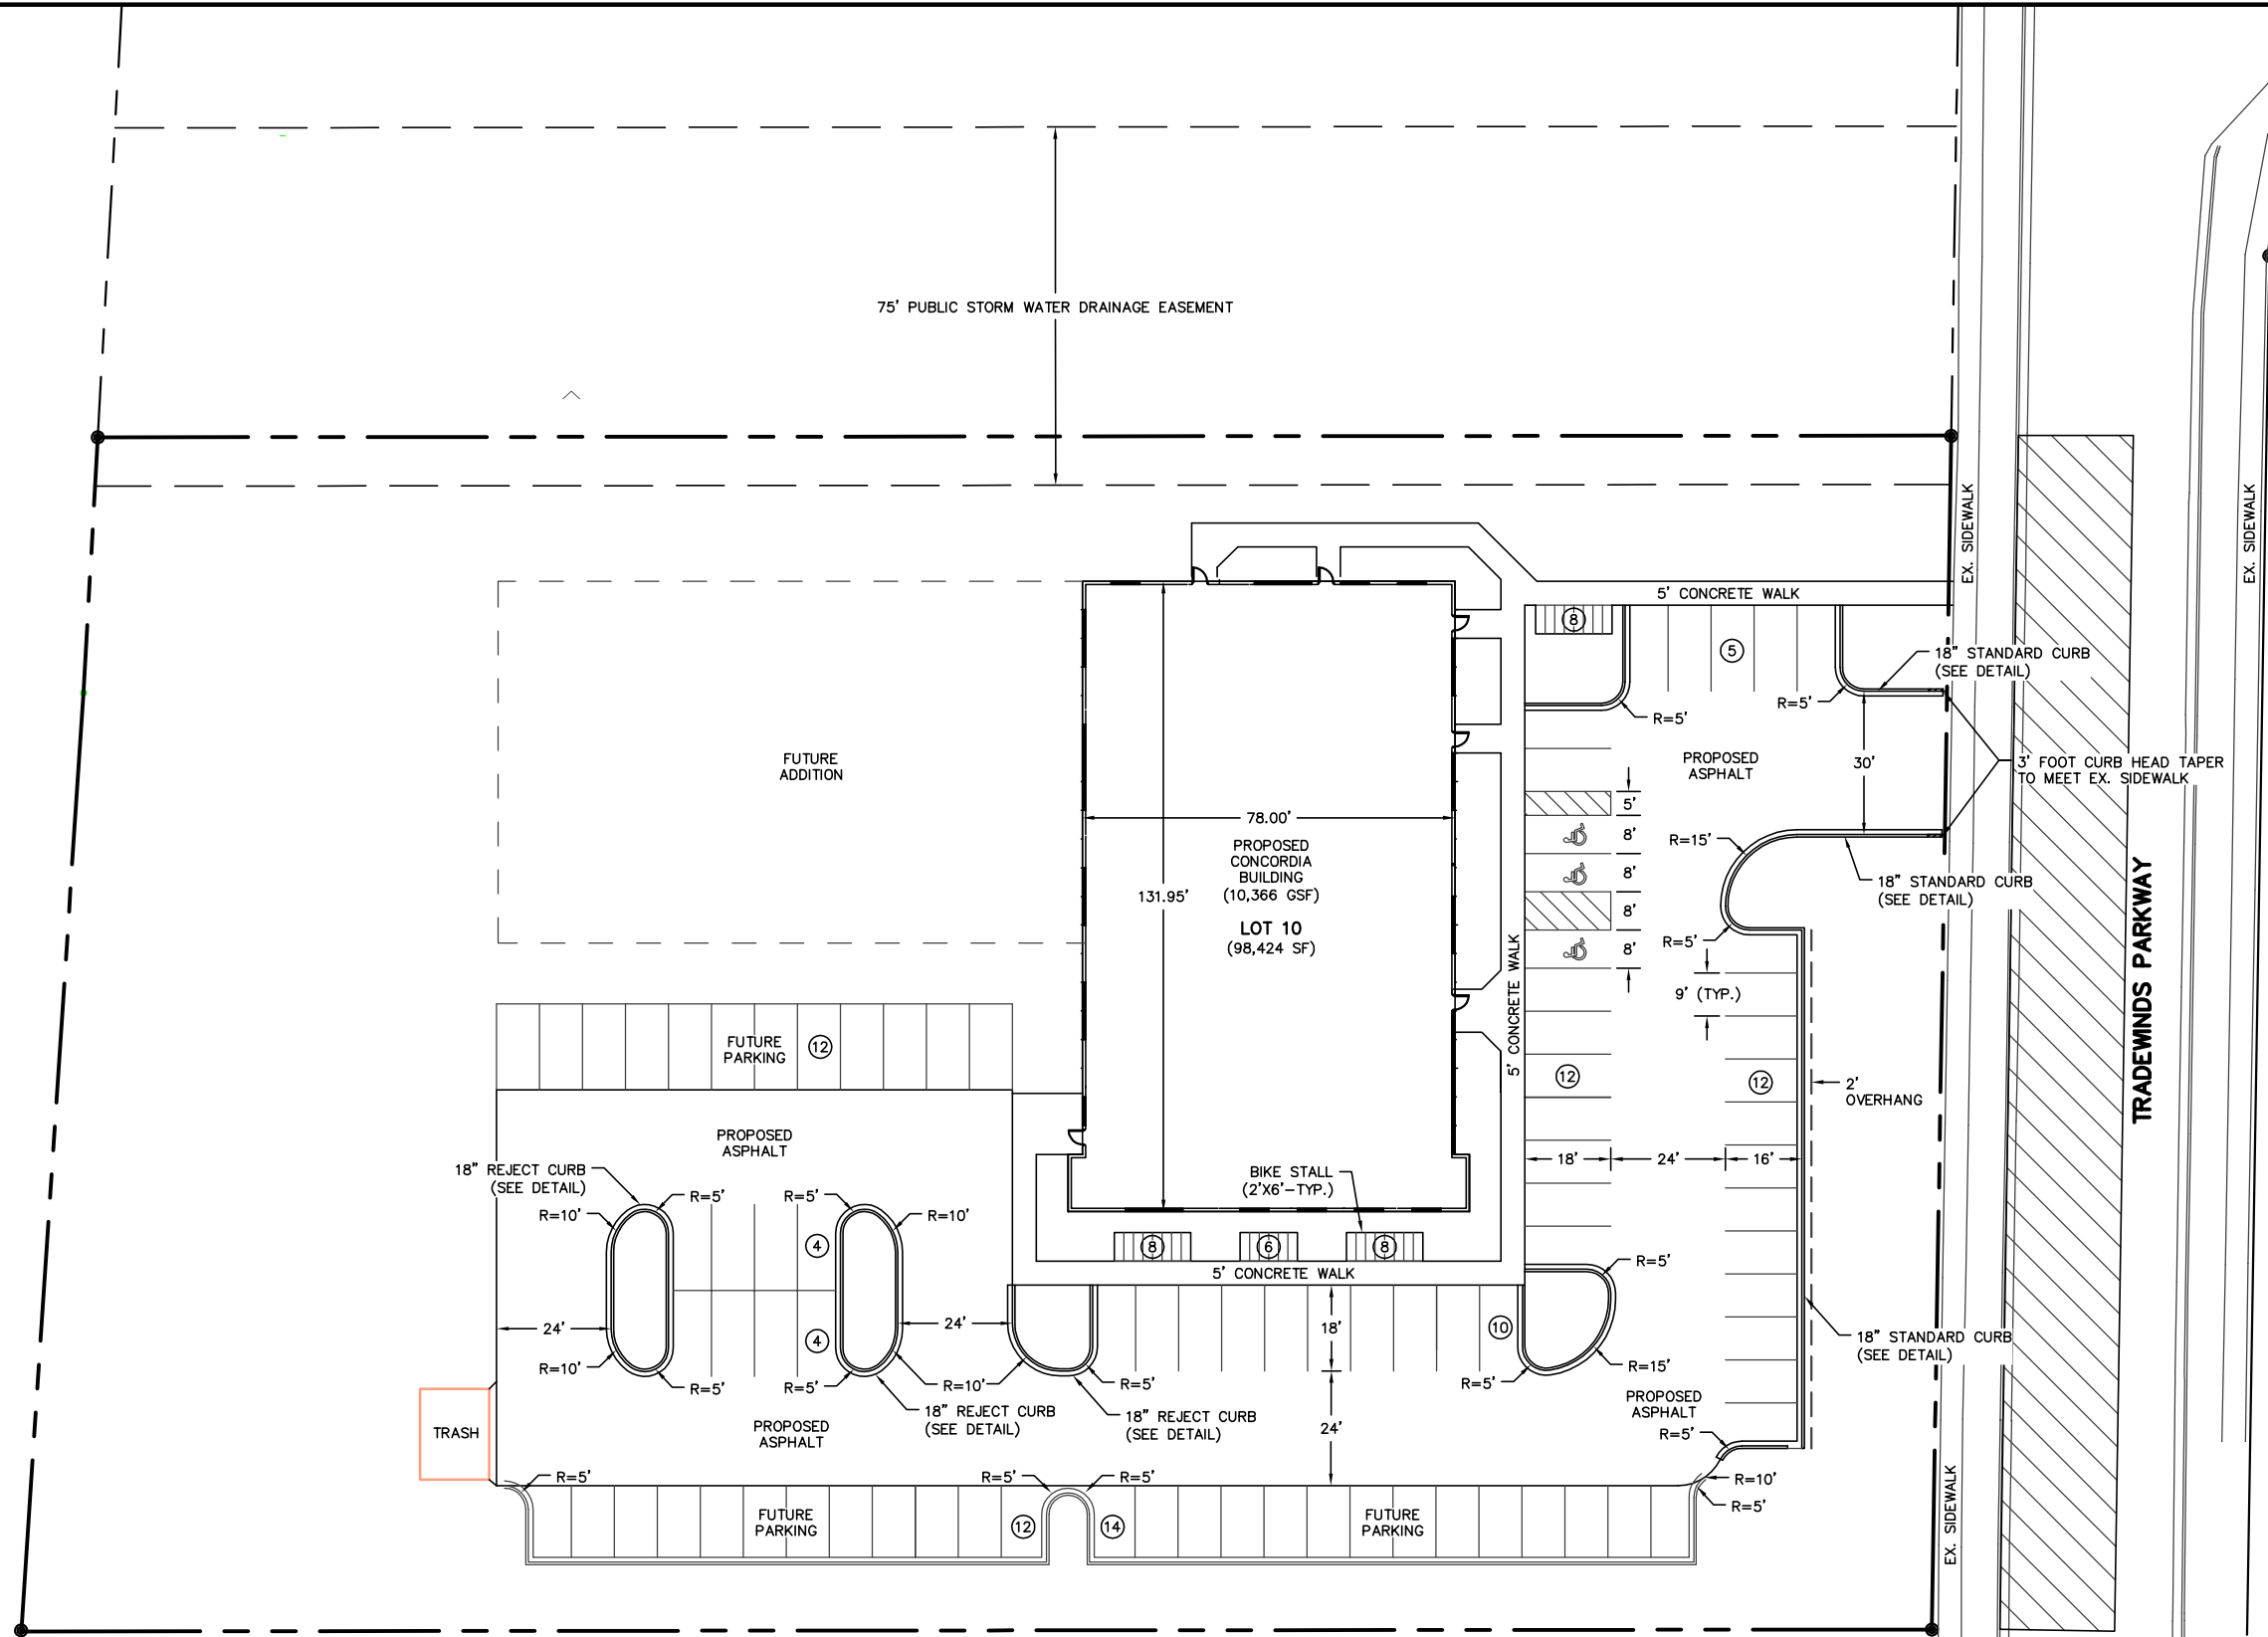 75' PUBLIC STORM WATER DRAINAGE EASEMENT
EX. SIDEWALK
EX. SIDEWALK
5' CONCRETE WALK
8
5
18" STANDARD CURB
(SEE DETAIL)
R=5'
R=5'
FUTURE
ADDITION
PROPOSED
ASPHALT
30'
3' FOOT CURB HEAD TAPER
TO MEET EX. SIDEWALK
5'
78.00'
8'
R=15'
PROPOSED
CONCORDIA
BUILDING
(10,366 GSF)
131.95'
8'
18" STANDARD CURB
(SEE DETAIL)
LOT 10
(98,424 SF)
8'
8'
R=5'
TRADEWNDS PARKWAY
5' CONCRETE WALK
9' (TYP.)
FUTURE
PARKING
12
12
12
2'
OVERHANG
PROPOSED
ASPHALT
18'
24'
16'
18" REJECT CURB
(SEE DETAIL)
BIKE STALL
(2'X6'-TYP.)
R=5'
R=5'
R=10'
R=10'
4
8
6
8
R=5'
5' CONCRETE WALK
24'
4
24'
18'
10
18" STANDARD CURB
(SEE DETAIL)
R=10'
R=15'
R=5'
R=5'
R=10'
R=5'
R=5'
18" REJECT CURB
(SEE DETAIL)
18" REJECT CURB
(SEE DETAIL)
PROPOSED
ASPHALT
TRASH
PROPOSED
ASPHALT
24'
R=5'
R=5'
R=5'
R=5'
R=10'
R=5'
FUTURE
PARKING
12
14
FUTURE
PARKING
EX. SIDEWALK